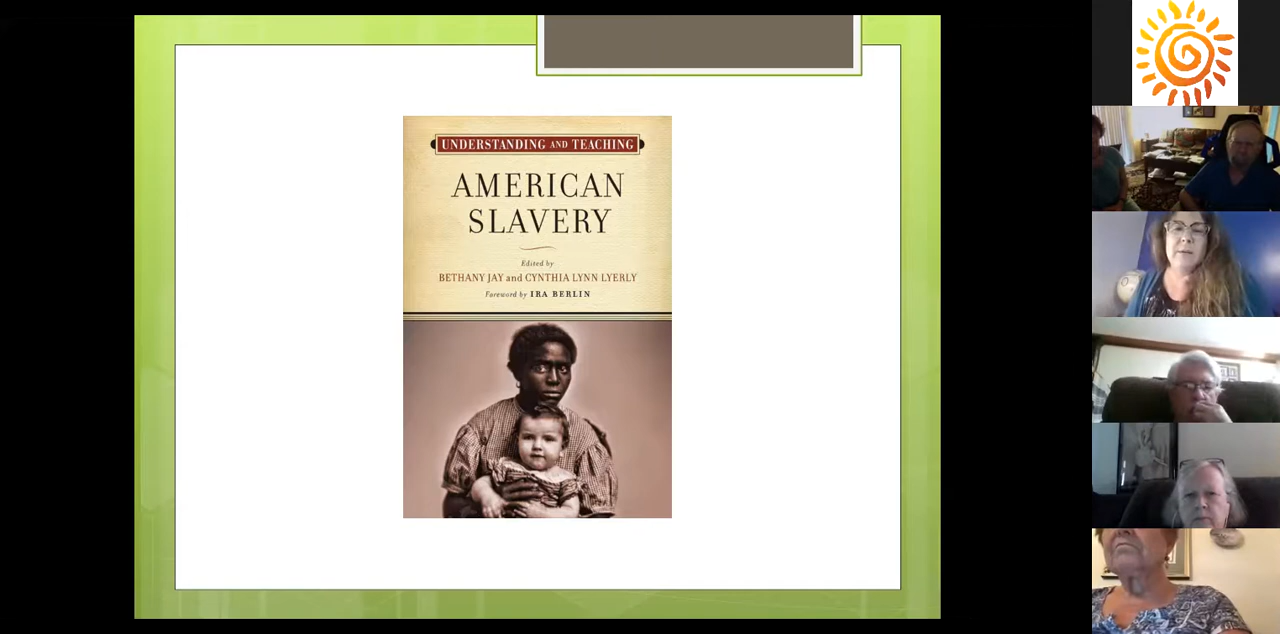 UNDERSTANDING AND TEACHING
AMERICAN
SLAVERY
Edited by
BETHANY JAY and CYNTHIA LYNN LYERLY
Foreword by IRA BERLIN